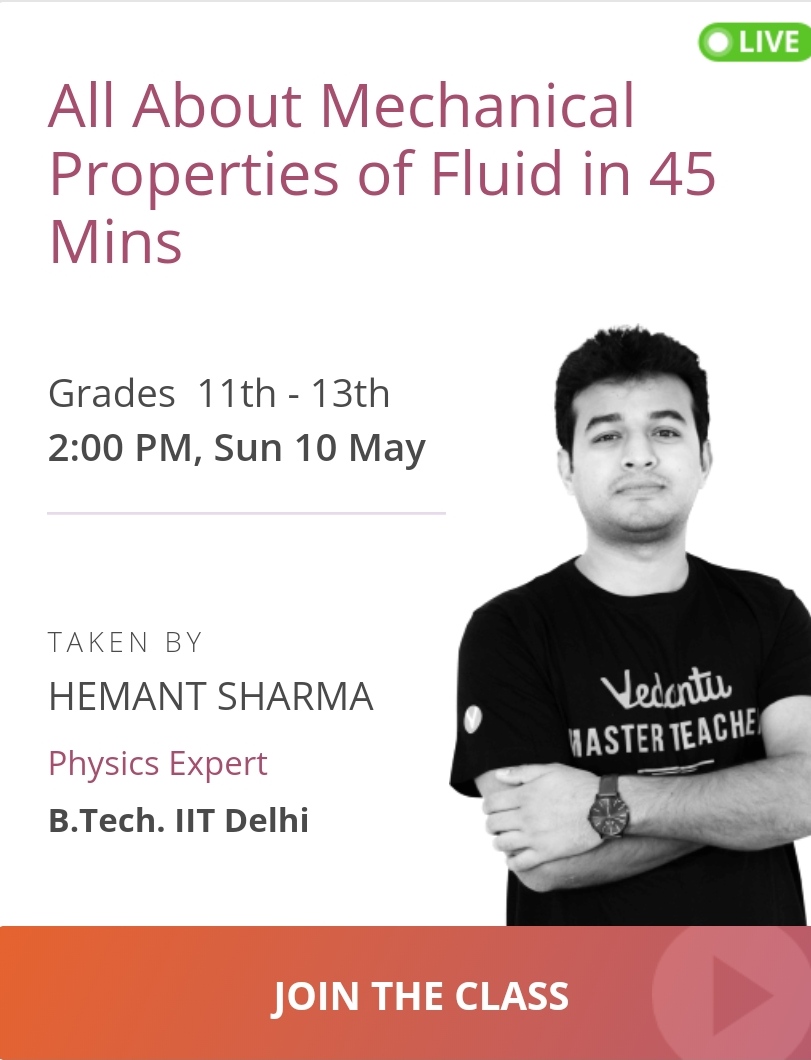 LIVE
All About Mechanical
Properties of Fluid in 45
Mins
Grades 11th - 13th
2:00 PM, Sun 10 May
TAKEN BY
HEMANT SHARMA
Physics Expert
B.Tech. IIT Delhi
Vedantu
MASTER TEACHE
JOIN THE CLASS